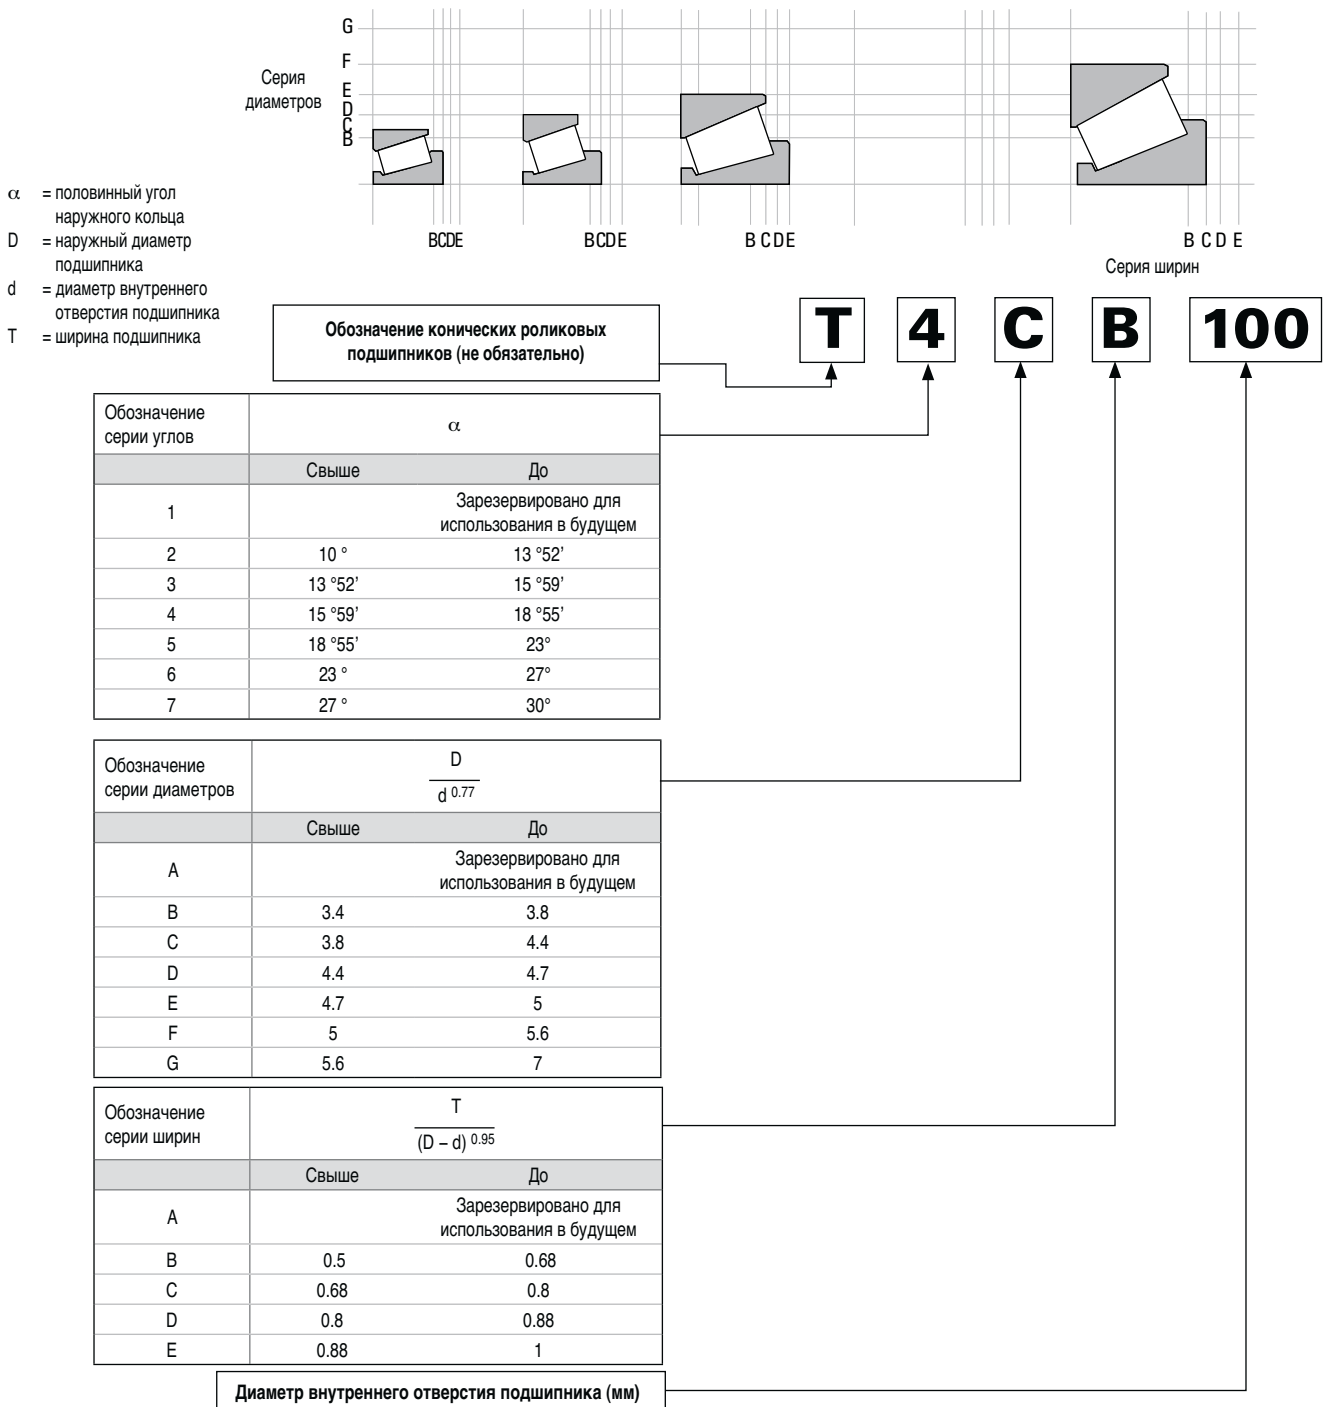 G
F
Серия
диаметров
E
D
C
B
α = половинный угол
наружного кольца
D = наружный диаметр
подшипника
d = диаметр внутреннего
отверстия подшипника
T = ширина подшипника
BCDE BCDE B C D E B C D E
Серия ширин
Обозначение конических роликовых
подшипников (не обязательно)
T 4 C B 100
Обозначение
серии углов
α
Свыше До
1 Зарезервировано для
использования в будущем
2 10 ° 13 °52’
3 13 °52’ 15 °59’
4 15 °59’ 18 °55’
5 18 °55’ 23°
6 23 ° 27°
7 27 ° 30°
Обозначение
серии диаметров
D
d 0.77
Свыше До
A Зарезервировано для
использования в будущем
B 3.4 3.8
C 3.8 4.4
D 4.4 4.7
E 4.7 5
F 5 5.6
G 5.6 7
Обозначение
серии ширин
T
(D – d) 0.95
Свыше До
A Зарезервировано для
использования в будущем
B 0.5 0.68
C 0.68 0.8
D 0.8 0.88
E 0.88 1
Диаметр внутреннего отверстия подшипника (мм)